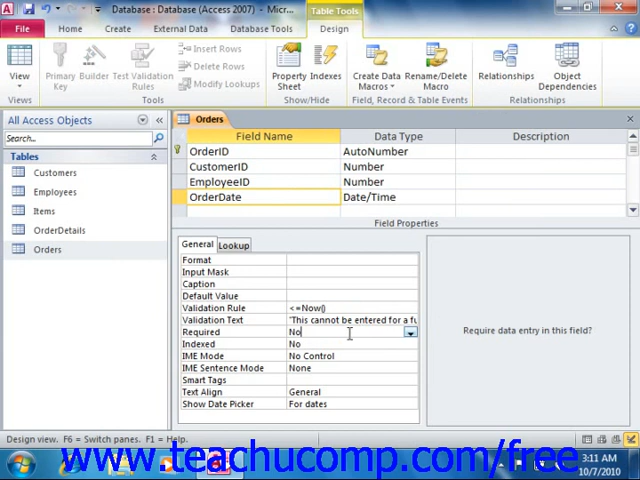 Database : Database (Access 2007) - Micr...
Table Tools
File Home Create External Data Database Tools Design
View
Primary Key
Builder
Test Validation Rules
Insert Rows
Delete Rows
Modify Lookups
Property Sheet
Indexes
Create Data Macros
Rename/Delete Macro
Relationships
Object Dependencies
Views Tools Show/Hide Field, Record & Table Events Relationships
All Access Objects
Search...
Tables
Customers
Employees
Items
OrderDetails
Orders
Orders
Field Name Data Type Description
OrderID AutoNumber
CustomerID Number
EmployeeID Number
OrderDate Date/Time
Field Properties
General Lookup
Format
Input Mask
Caption
Default Value
Validation Rule <=Now()
Validation Text "This cannot be entered for a fu
Required No
Indexed No
IME Mode No Control
IME Sentence Mode None
Smart Tags
Text Align General
Show Date Picker For dates
Require data entry in this field?
Design view. F6 = Switch panes. F1 = Help.
www.teachucomp.com/free
3:11 AM
10/7/2010